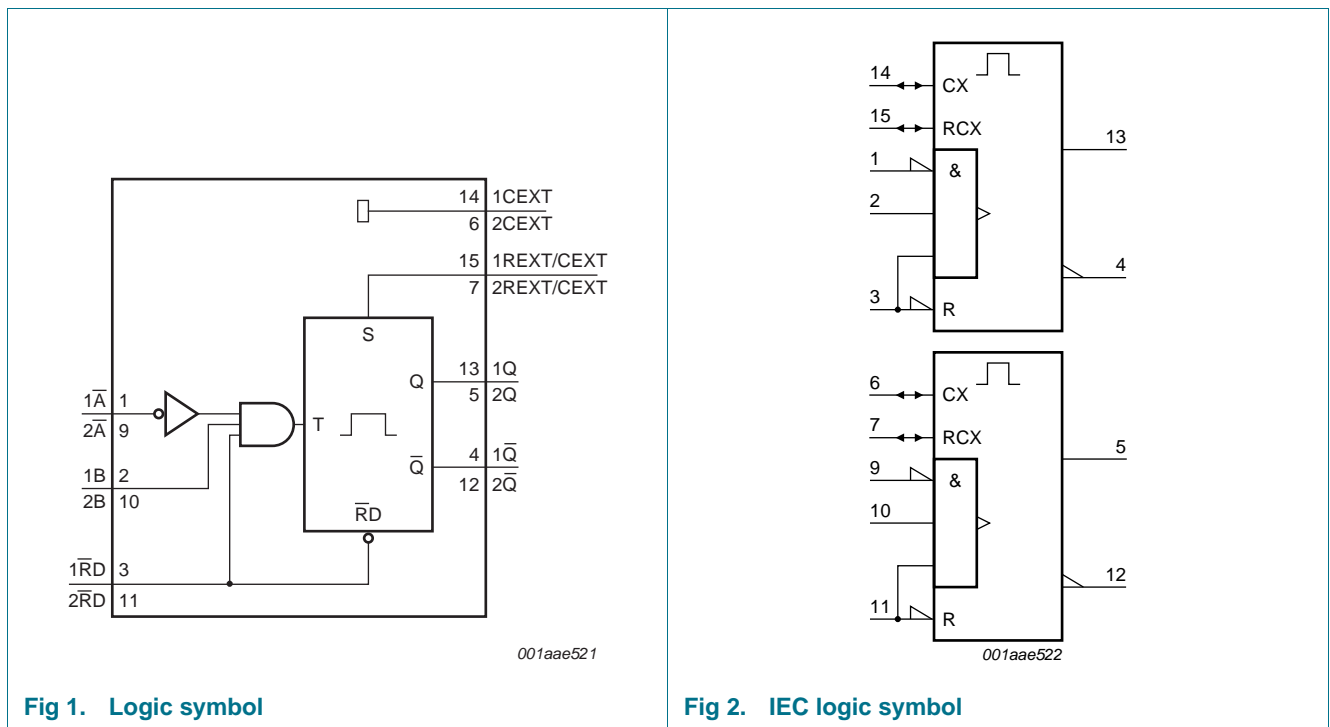 14 1CEXT
6 2CEXT
15 1REXT/CEXT
7 2REXT/CEXT
S
Q 13 1Q
5 2Q
1A̅ 1
2A̅ 9
T
Q̅ 4 1Q̅
12 2Q̅
1B 2
2B 10
R̅D̅
1R̅D̅ 3
2R̅D̅ 11
001aae521
Fig 1. Logic symbol
14 CX
15 RCX
13
1 &
2
4
3 R
6 CX
7 RCX
5
9 &
10
12
11 R
001aae522
Fig 2. IEC logic symbol